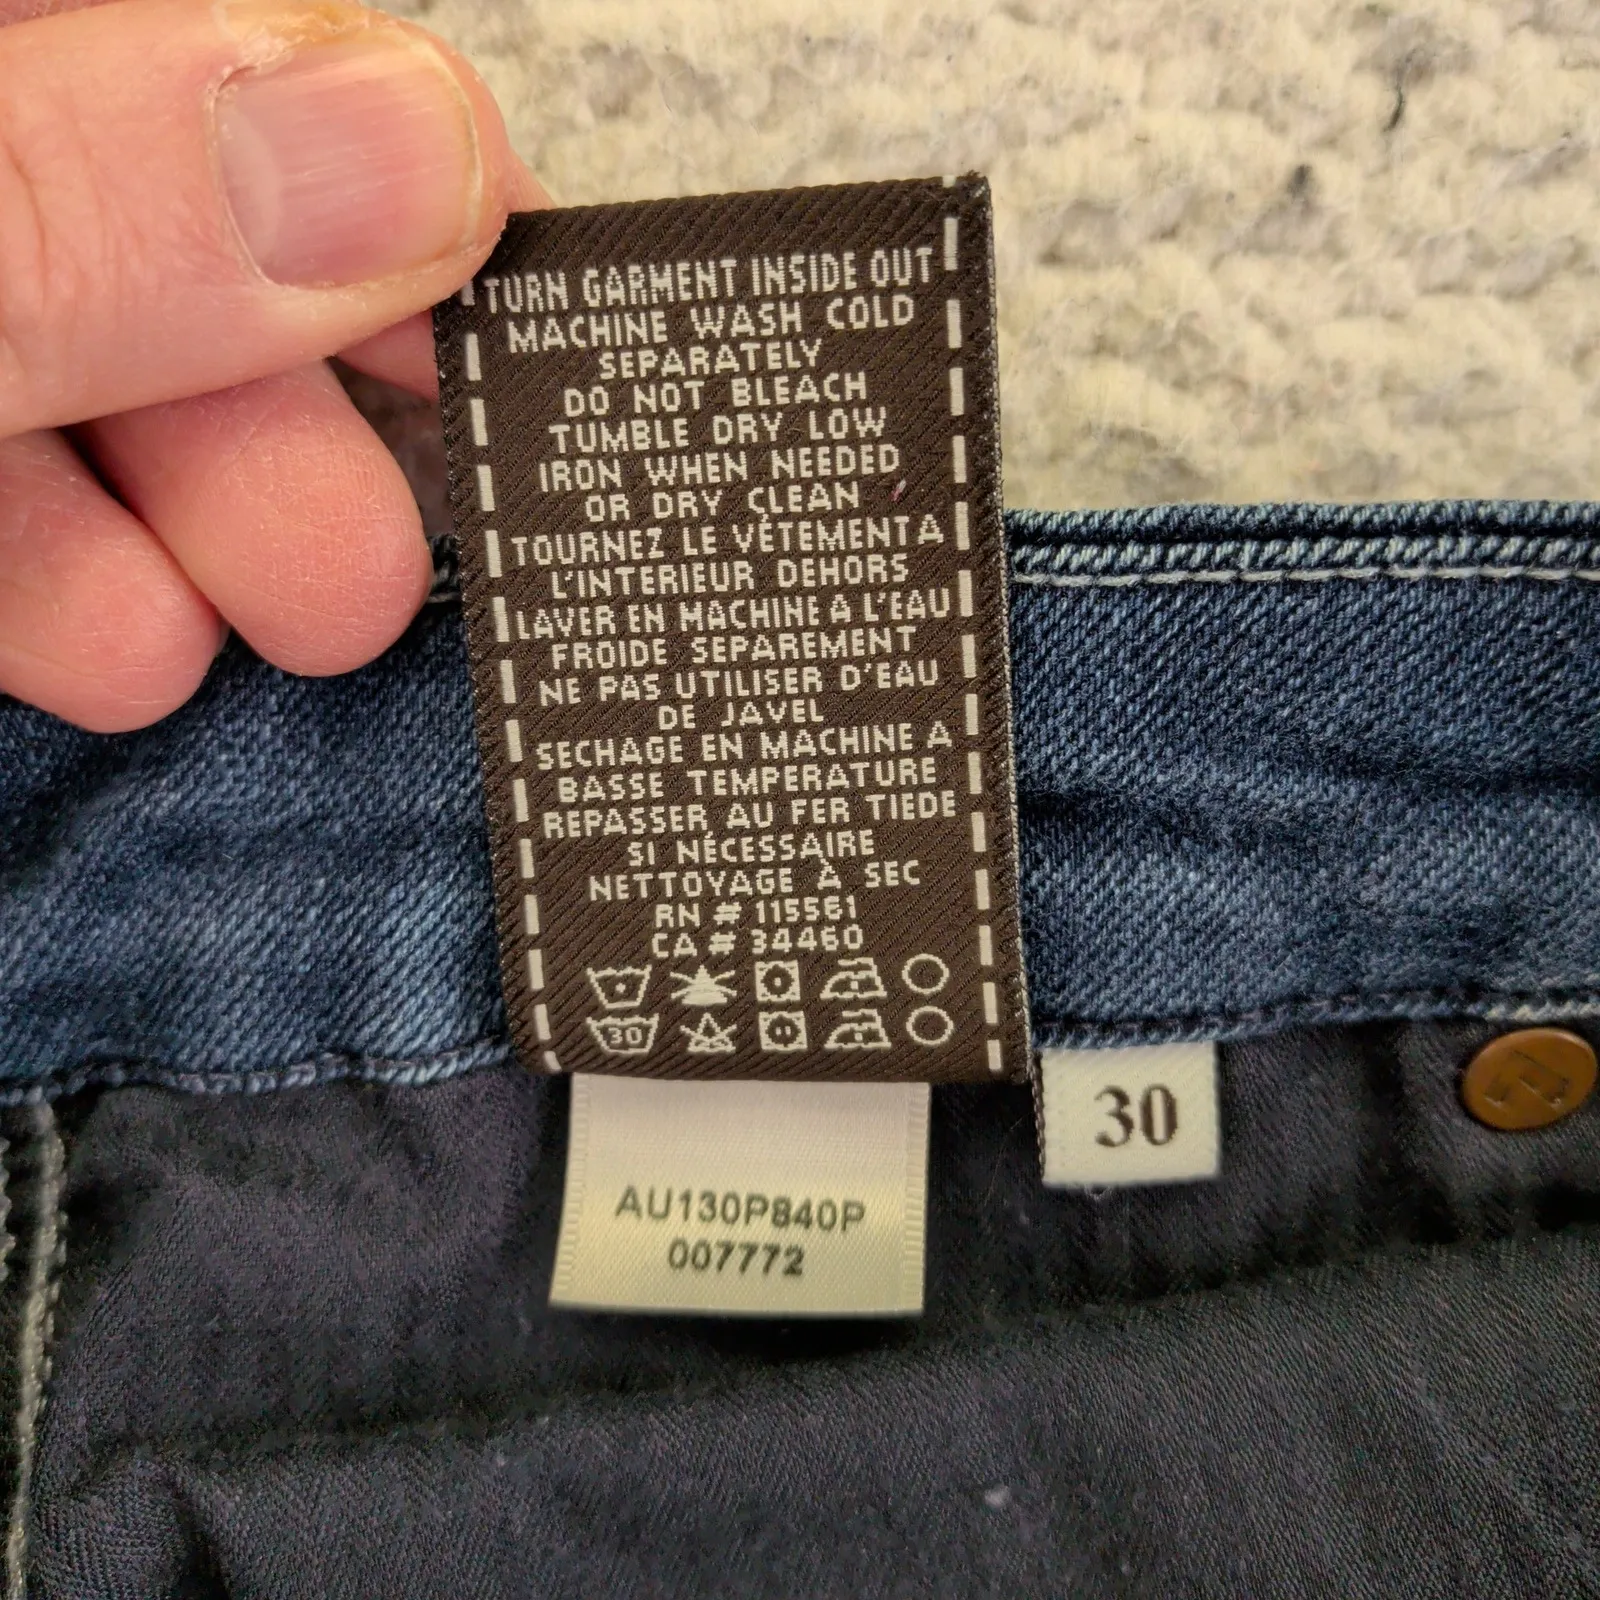 TURN GARMENT INSIDE OUT
MACHINE WASH COLD
SEPARATELY
DO NOT BLEACH
TUMBLE DRY LOW
IRON WHEN NEEDED
OR DRY CLEAN
TOURNEZ LE VÊTEMENT A
L'INTERIEUR DEHORS
LAVER EN MACHINE A L'EAU
FROIDE SEPAREMENT
NE PAS UTILISER D'EAU
DE JAVEL
SECHAGE EN MACHINE A
BASSE TEMPERATURE
REPASSER AU FER TIEDE
SI NÉCESSAIRE
NETTOYAGE À SEC
RN # 115561
CA # 34460
30
AU130P840P
007772
30